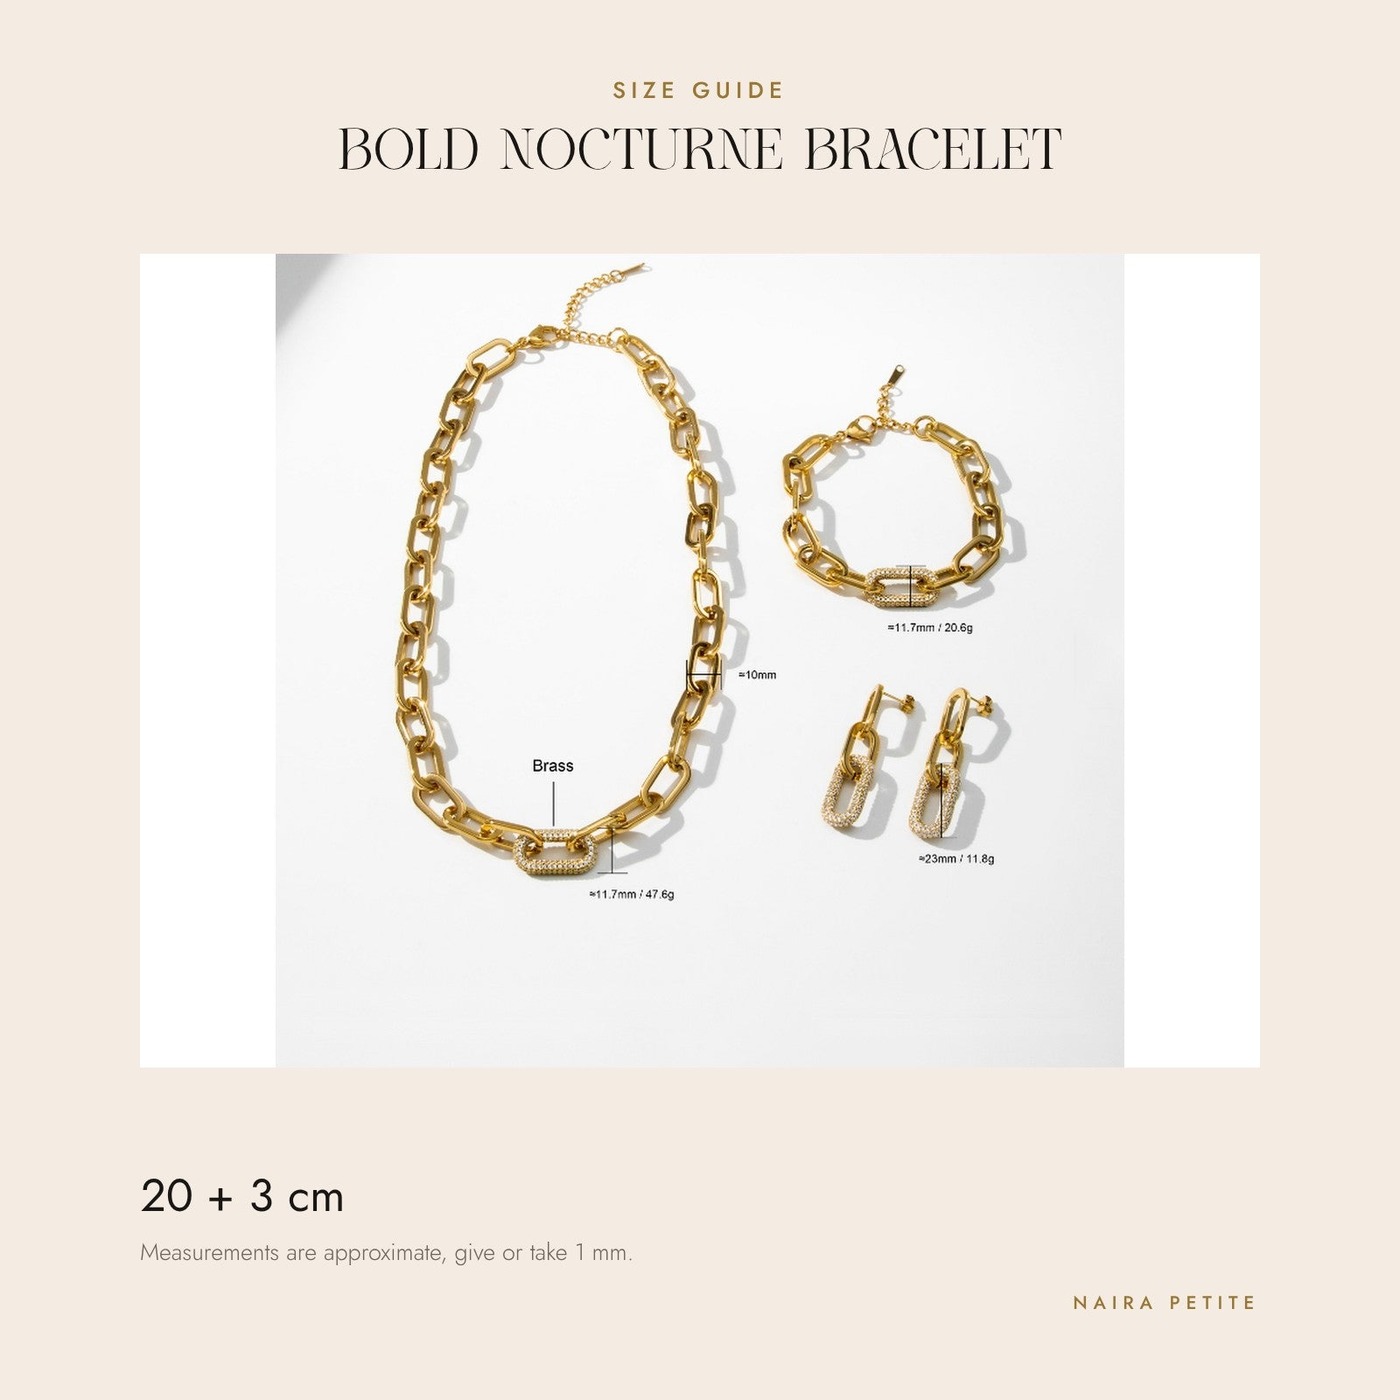 SIZE GUIDE
BOLD NOCTURNE BRACELET
≈11.7mm / 20.6g
≈10mm
Brass
≈23mm / 11.8g
≈11.7mm / 47.6g
20 + 3 cm
Measurements are approximate, give or take 1 mm.
NAIRA PETITE